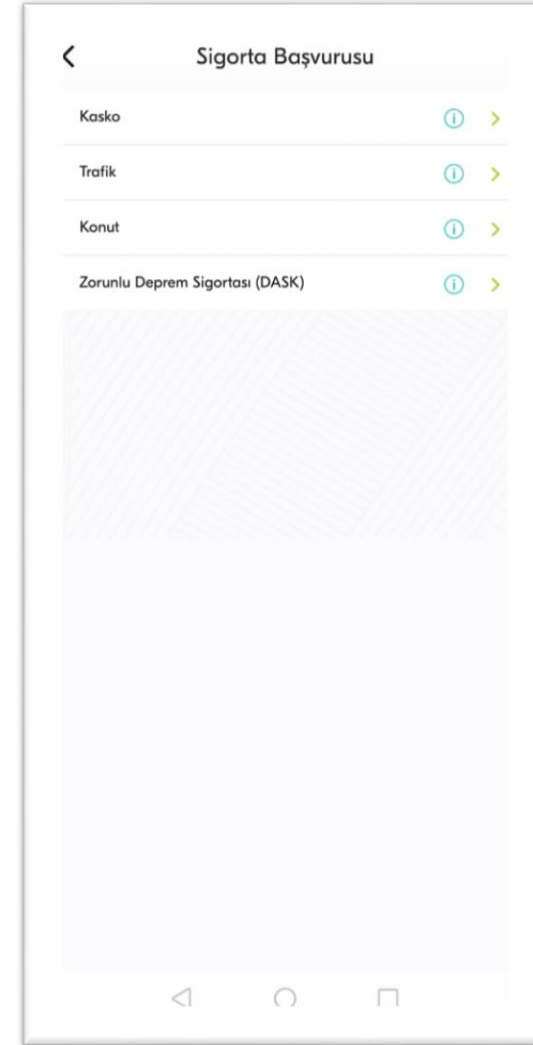 Sigorta Başvurusu
Kasko
Trafik
Konut
Zorunlu Deprem Sigortası (DASK)